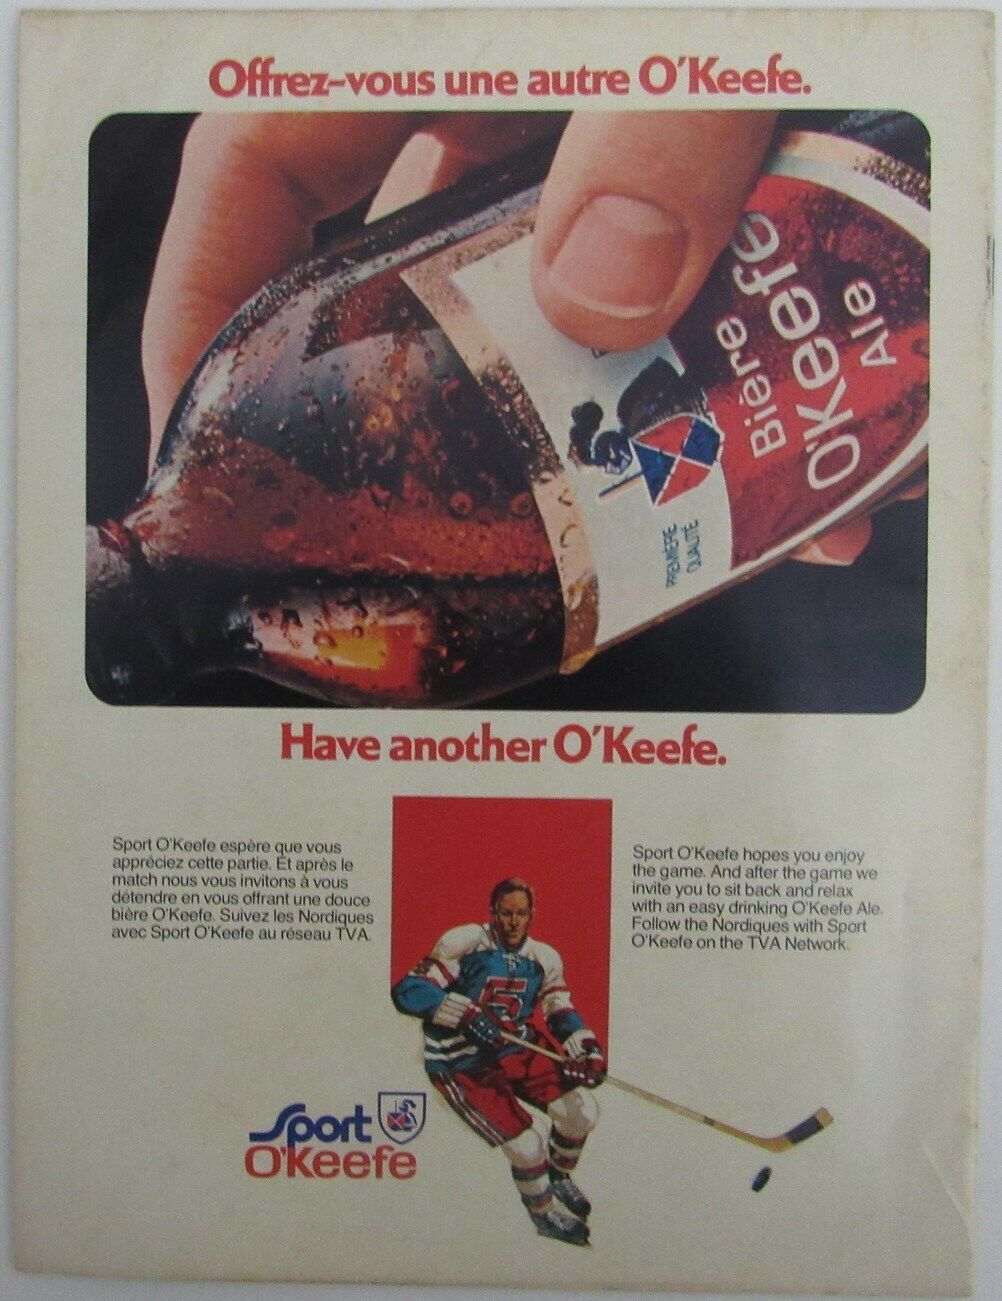 Offrez-vous une autre O'Keefe.
Bière
O'Keefe
Ale
PREMIÈRE
QUALITÉ
Have another O'Keefe.
Sport O'Keefe espère que vous
appréciez cette partie. Et après le
match nous vous invitons à vous
détendre en vous offrant une douce
bière O'Keefe. Suivez les Nordiques
avec Sport O'Keefe au réseau TVA.
Sport O'Keefe hopes you enjoy
the game. And after the game we
invite you to sit back and relax
with an easy drinking O'Keefe Ale.
Follow the Nordiques with Sport
O'Keefe on the TVA Network.
5
Sport
O'Keefe